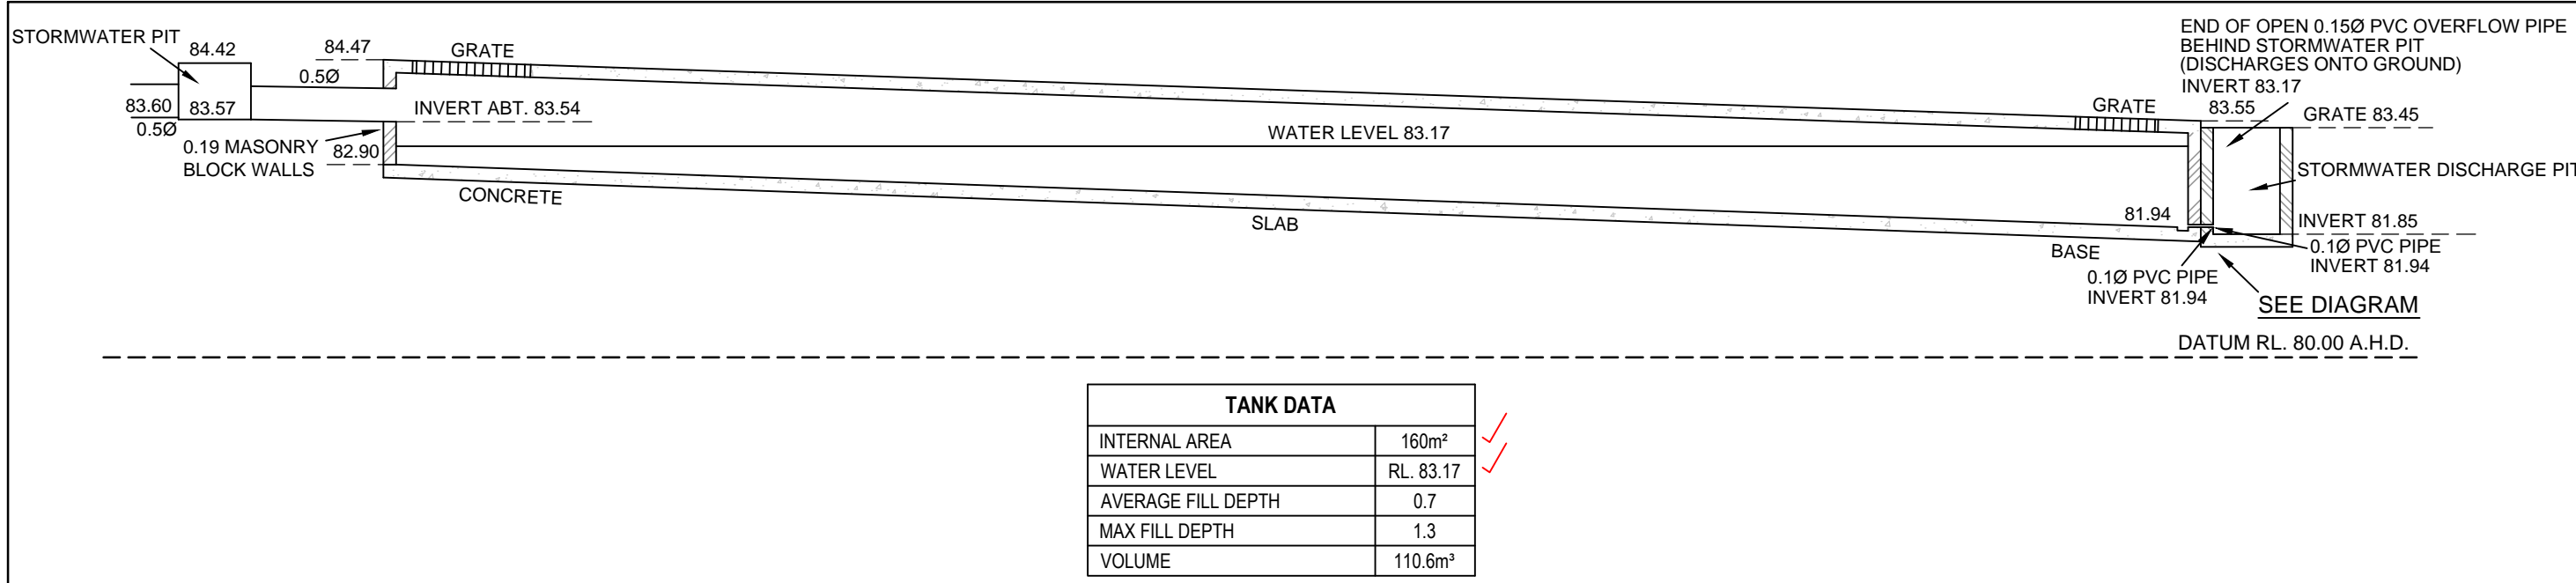 STORMWATER PIT
84.42
84.47
GRATE
0.5Ø
83.60
83.57
INVERT ABT. 83.54
0.5Ø
0.19 MASONRY
BLOCK WALLS
82.90
CONCRETE
SLAB
BASE
WATER LEVEL 83.17
GRATE
END OF OPEN 0.15Ø PVC OVERFLOW PIPE
BEHIND STORMWATER PIT
(DISCHARGES ONTO GROUND)
INVERT 83.17
83.55
GRATE 83.45
STORMWATER DISCHARGE PIT
81.94
INVERT 81.85
0.1Ø PVC PIPE
INVERT 81.94
0.1Ø PVC PIPE
INVERT 81.94
SEE DIAGRAM
DATUM RL. 80.00 A.H.D.
TANK DATA
INTERNAL AREA 160m²
WATER LEVEL RL. 83.17
AVERAGE FILL DEPTH 0.7
MAX FILL DEPTH 1.3
VOLUME 110.6m³